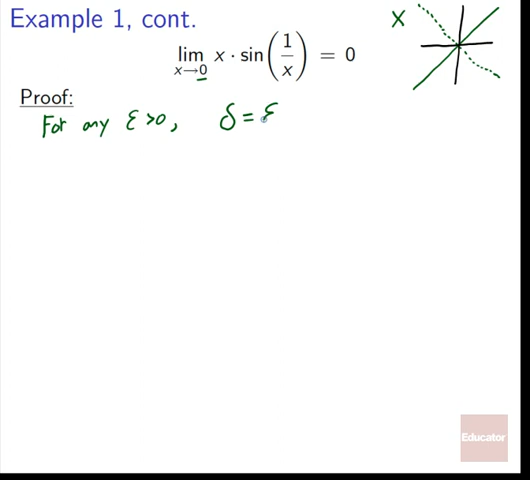 Example 1, cont.
x
lim x→0 x · sin(1/x) = 0
Proof:
For any ε >0, δ = ε
Educator